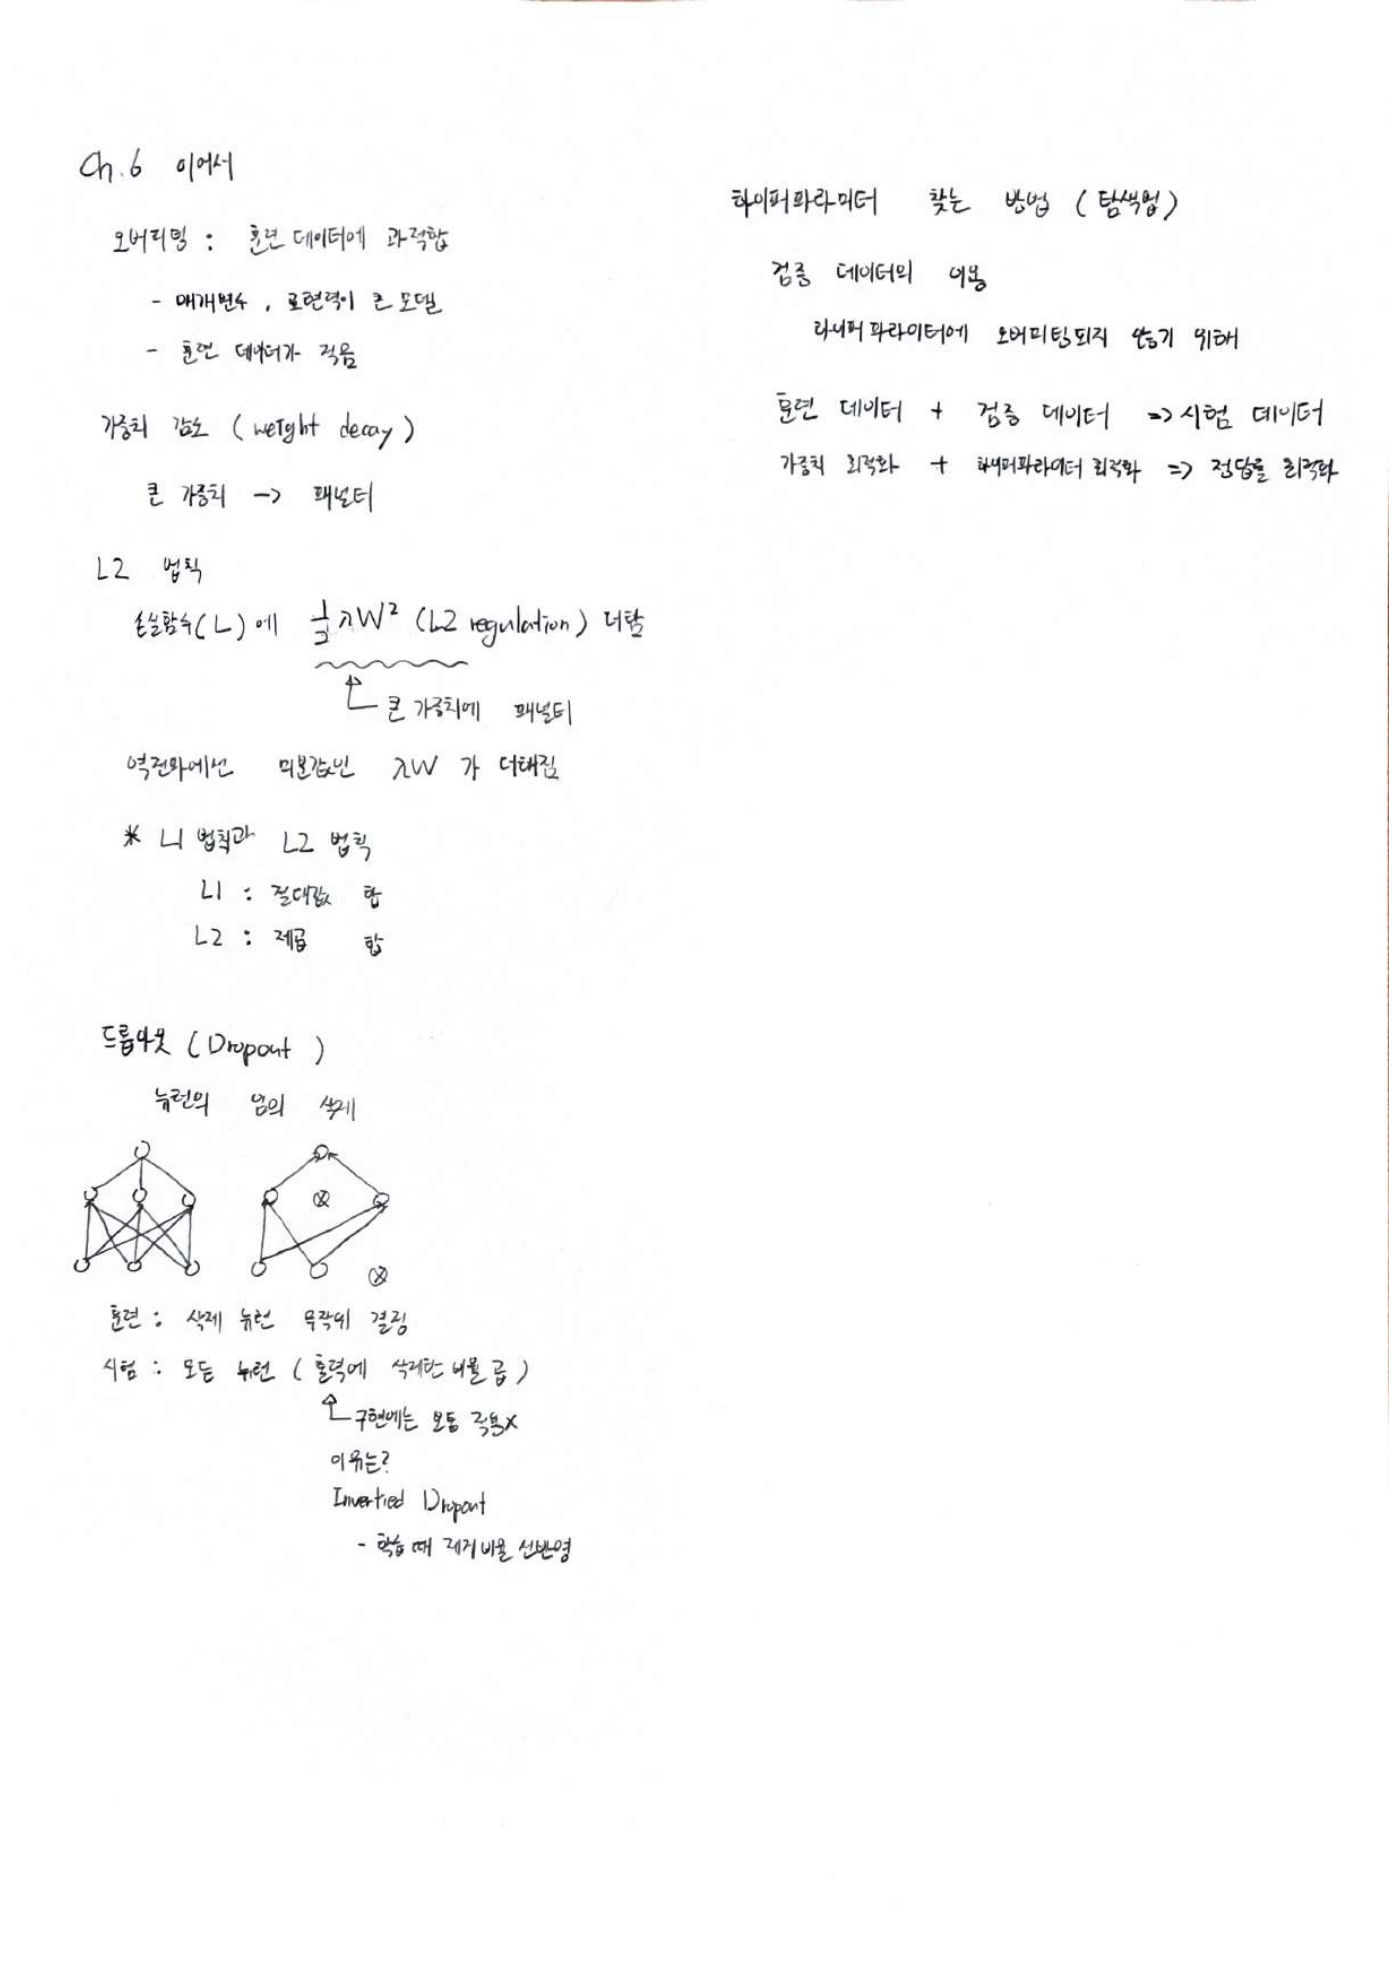 Ch.6 이어서
오버피팅 : 훈련 데이터에 과적합
- 매개변수, 표현력이 큰 모델
- 훈련 데이터가 적음
가중치 감소 (weight decay)
큰 가중치 -> 패널티
L2 법칙
손실함수(L)에 1/2 λW² (L2 regulation) 더함
큰 가중치에 패널티
역전파에선 미분값인 λW 가 더해짐
* L1 법칙과 L2 법칙
L1 : 절대값 합
L2 : 제곱 합
드롭아웃 (Dropout)
뉴런의 임의 삭제
훈련 : 삭제 뉴런 무작위 결정
시험 : 모든 뉴런 (출력에 삭제한 비율 곱)
구현에는 보통 적용X
이유는?
Invertied Dropout
- 학습 때 제거 비율 선반영
하이퍼파라미터 찾는 방법 (탐색법)
검증 데이터의 이용
하이퍼파라미터에 오버피팅되지 않기 위해
훈련 데이터 + 검증 데이터 => 시험 데이터
가중치 최적화 + 하이퍼파라미터 최적화 => 정답률 최적화